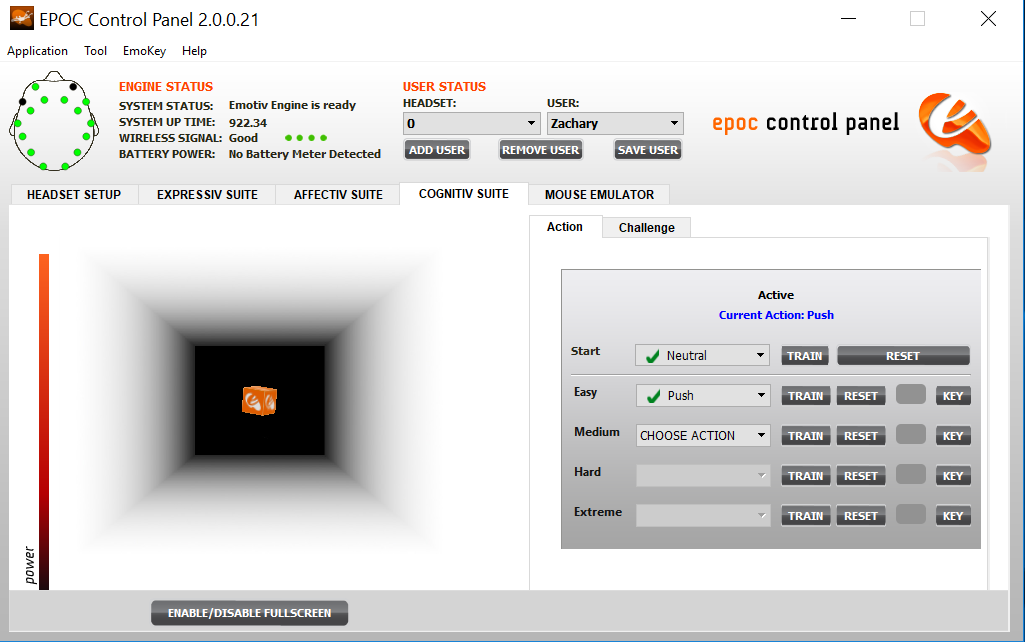 EPOC Control Panel 2.0.0.21
Application Tool EmoKey Help
ENGINE STATUS
SYSTEM STATUS: Emotiv Engine is ready
SYSTEM UP TIME: 922.34
WIRELESS SIGNAL: Good
BATTERY POWER: No Battery Meter Detected
USER STATUS
HEADSET: USER:
0 Zachary
ADD USER REMOVE USER SAVE USER
epoc control panel
HEADSET SETUP EXPRESSIV SUITE AFFECTIV SUITE COGNITIV SUITE MOUSE EMULATOR
Action Challenge
Active
Current Action: Push
Start Neutral TRAIN RESET
Easy Push TRAIN RESET KEY
Medium CHOOSE ACTION TRAIN RESET KEY
Hard TRAIN RESET KEY
Extreme TRAIN RESET KEY
power
ENABLE/DISABLE FULLSCREEN